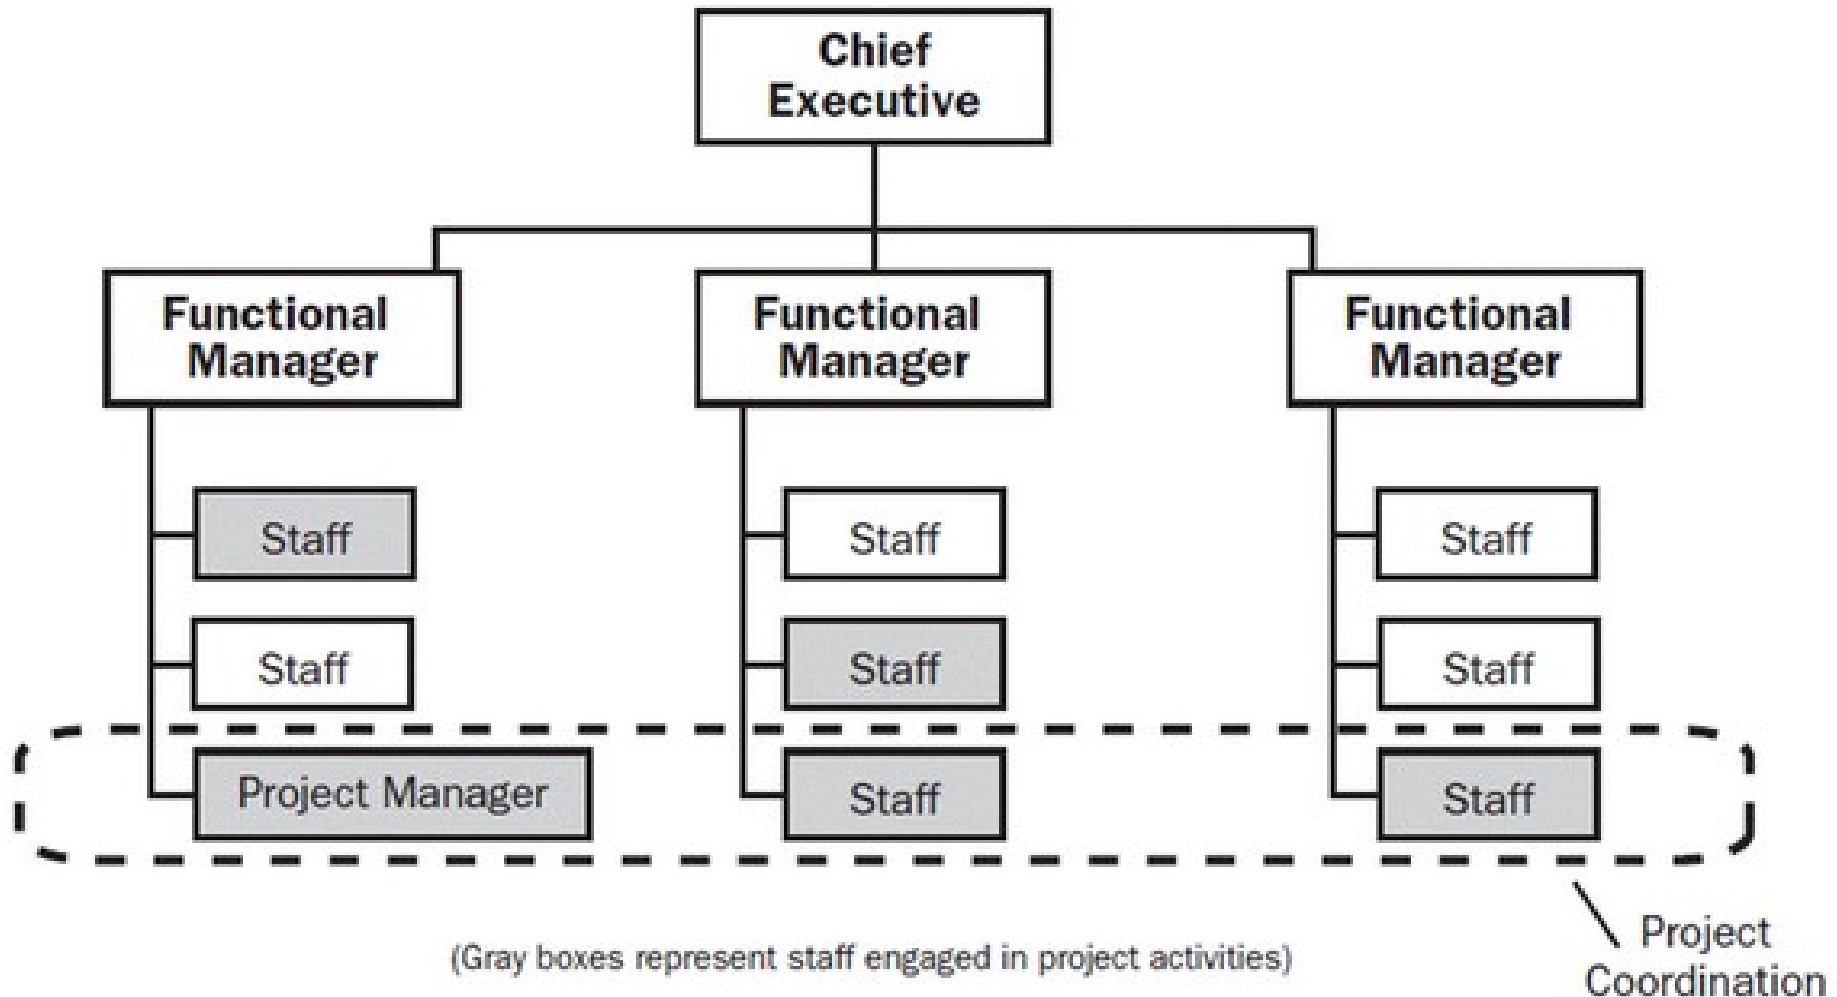 Chief
Executive
Functional
Manager
Functional
Manager
Functional
Manager
Staff
Staff
Staff
Staff
Staff
Staff
Project Manager
Staff
Staff
(Gray boxes represent staff engaged in project activities)
Project
Coordination